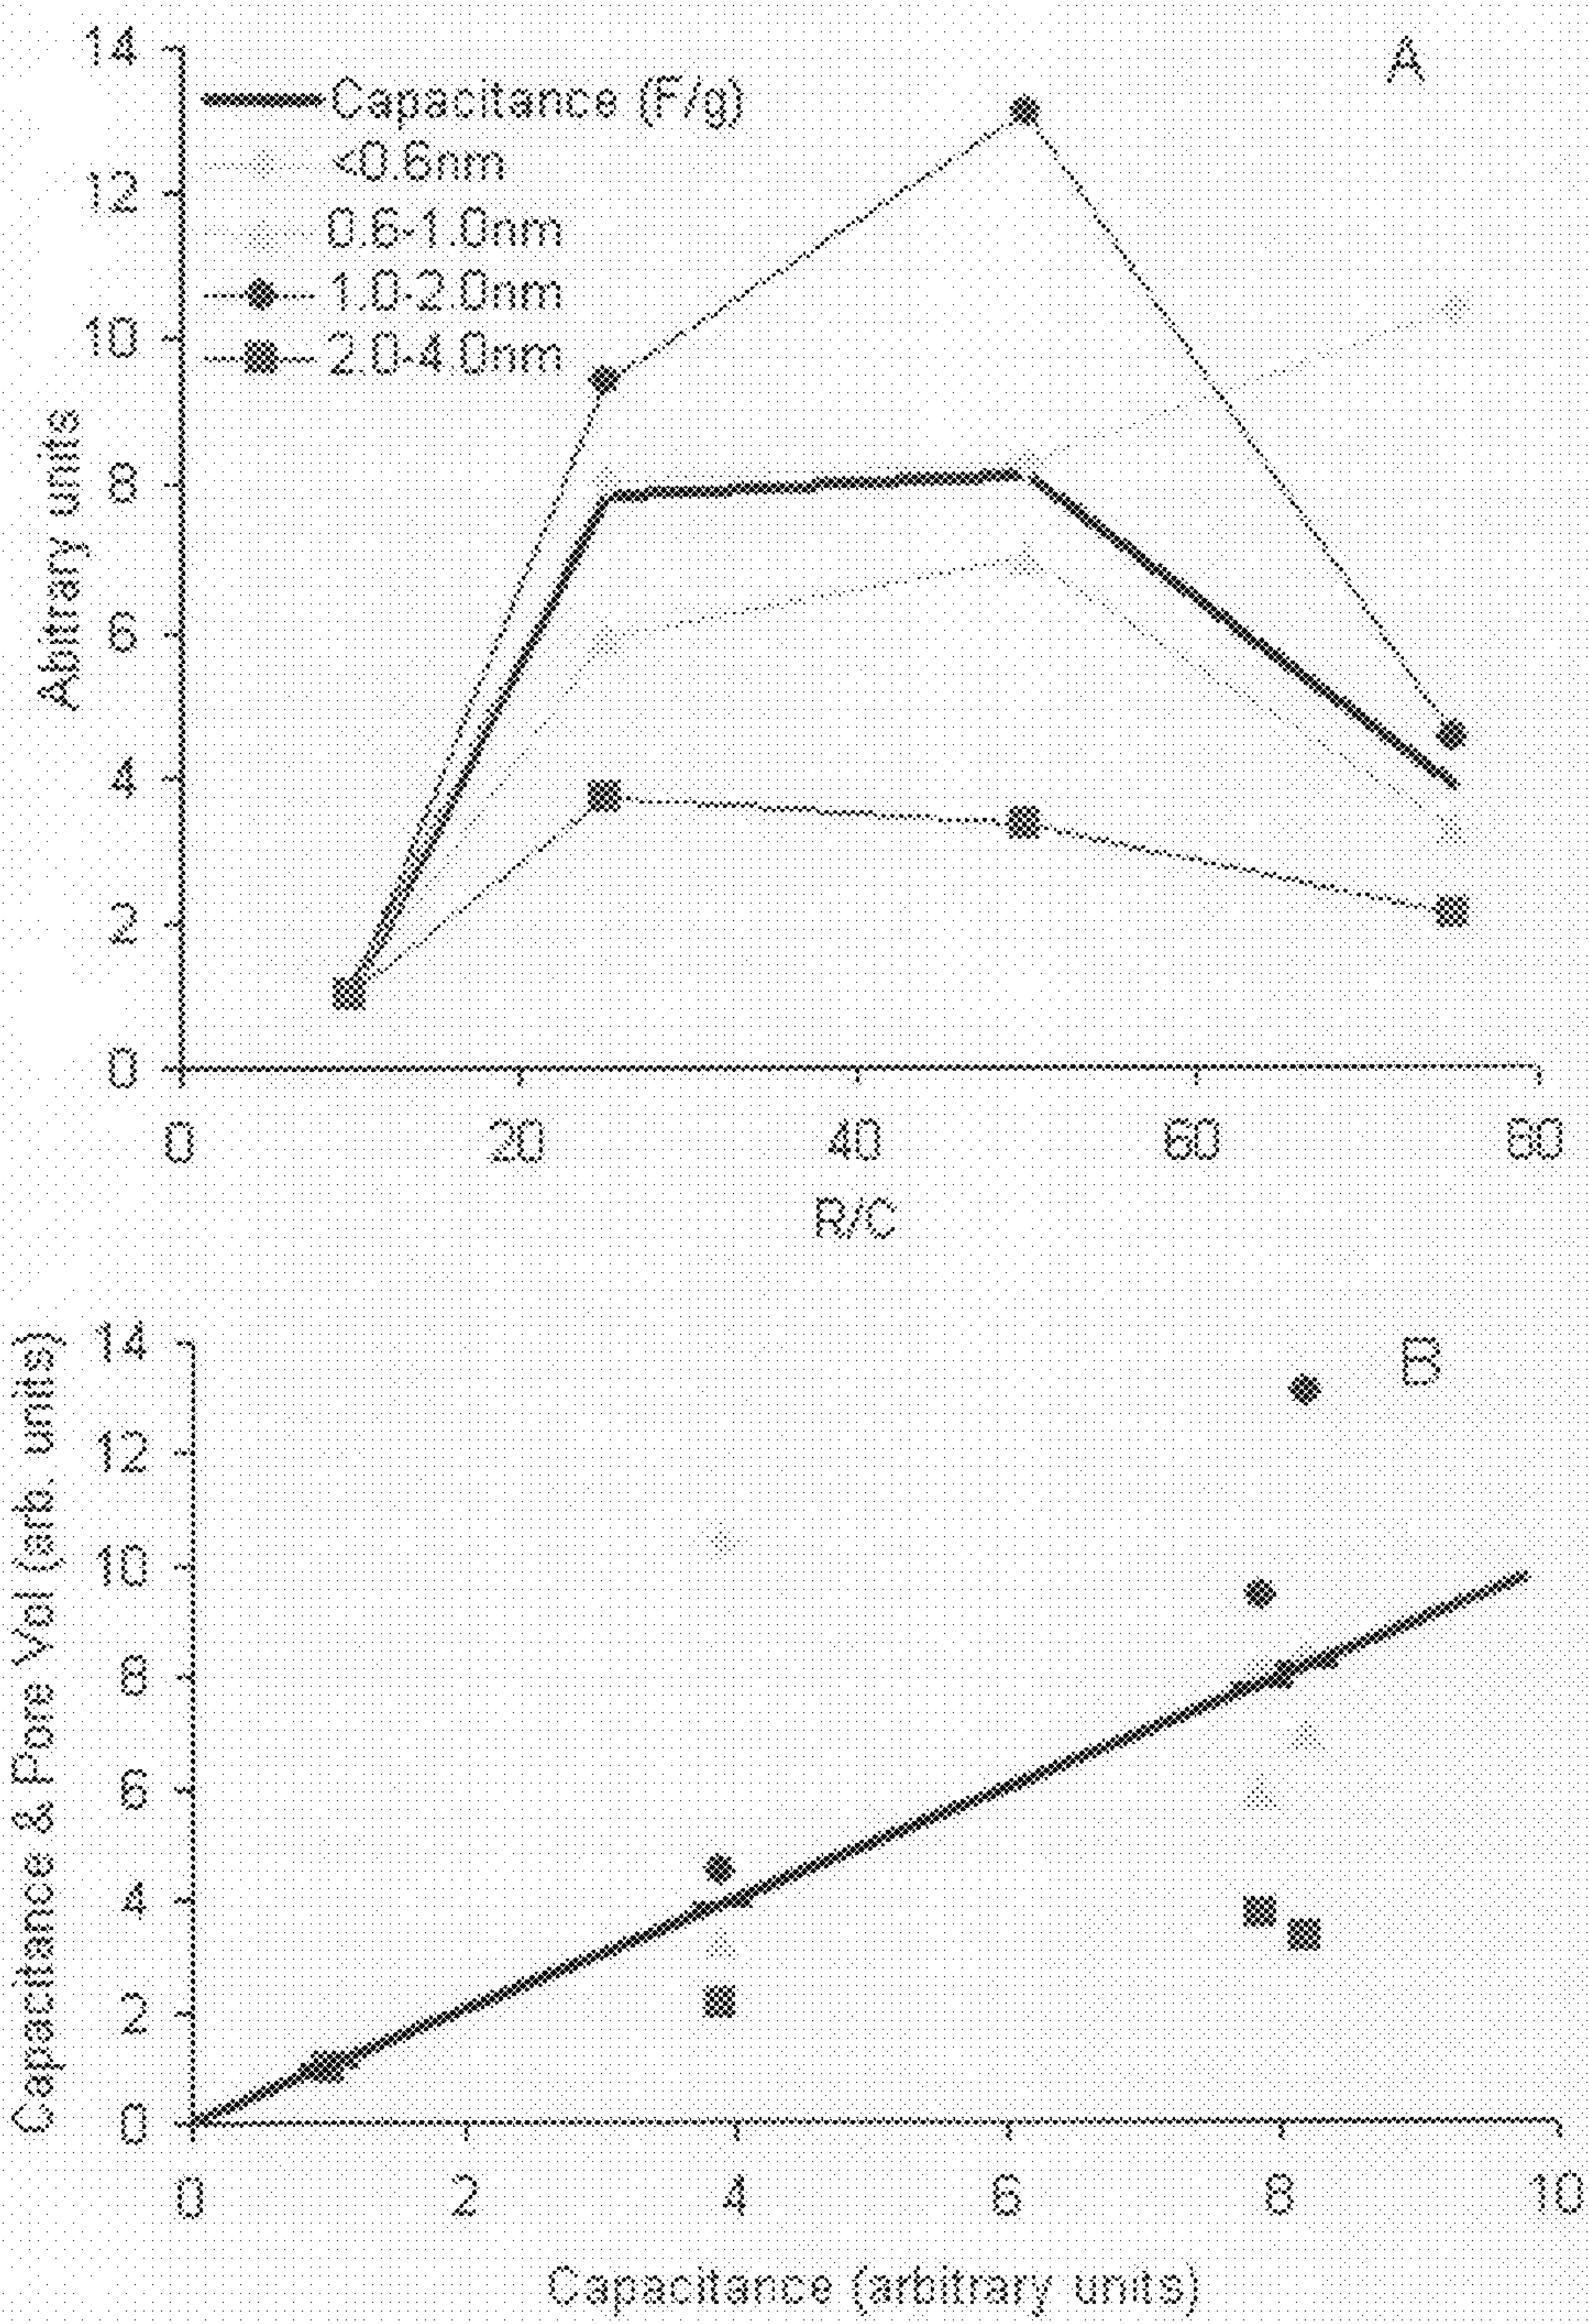 A
14
Capacitance (F/g)
<0.6nm
12
0.6-1.0nm
1.0-2.0nm
10
2.0-4.0nm
Abitrary units
8
6
4
2
0
0 20 40 60 80
R/C
B
14
Capacitance & Pore Vol (arb. units)
12
10
8
6
4
2
0
0 2 4 6 8 10
Capacitance (arbitrary units)